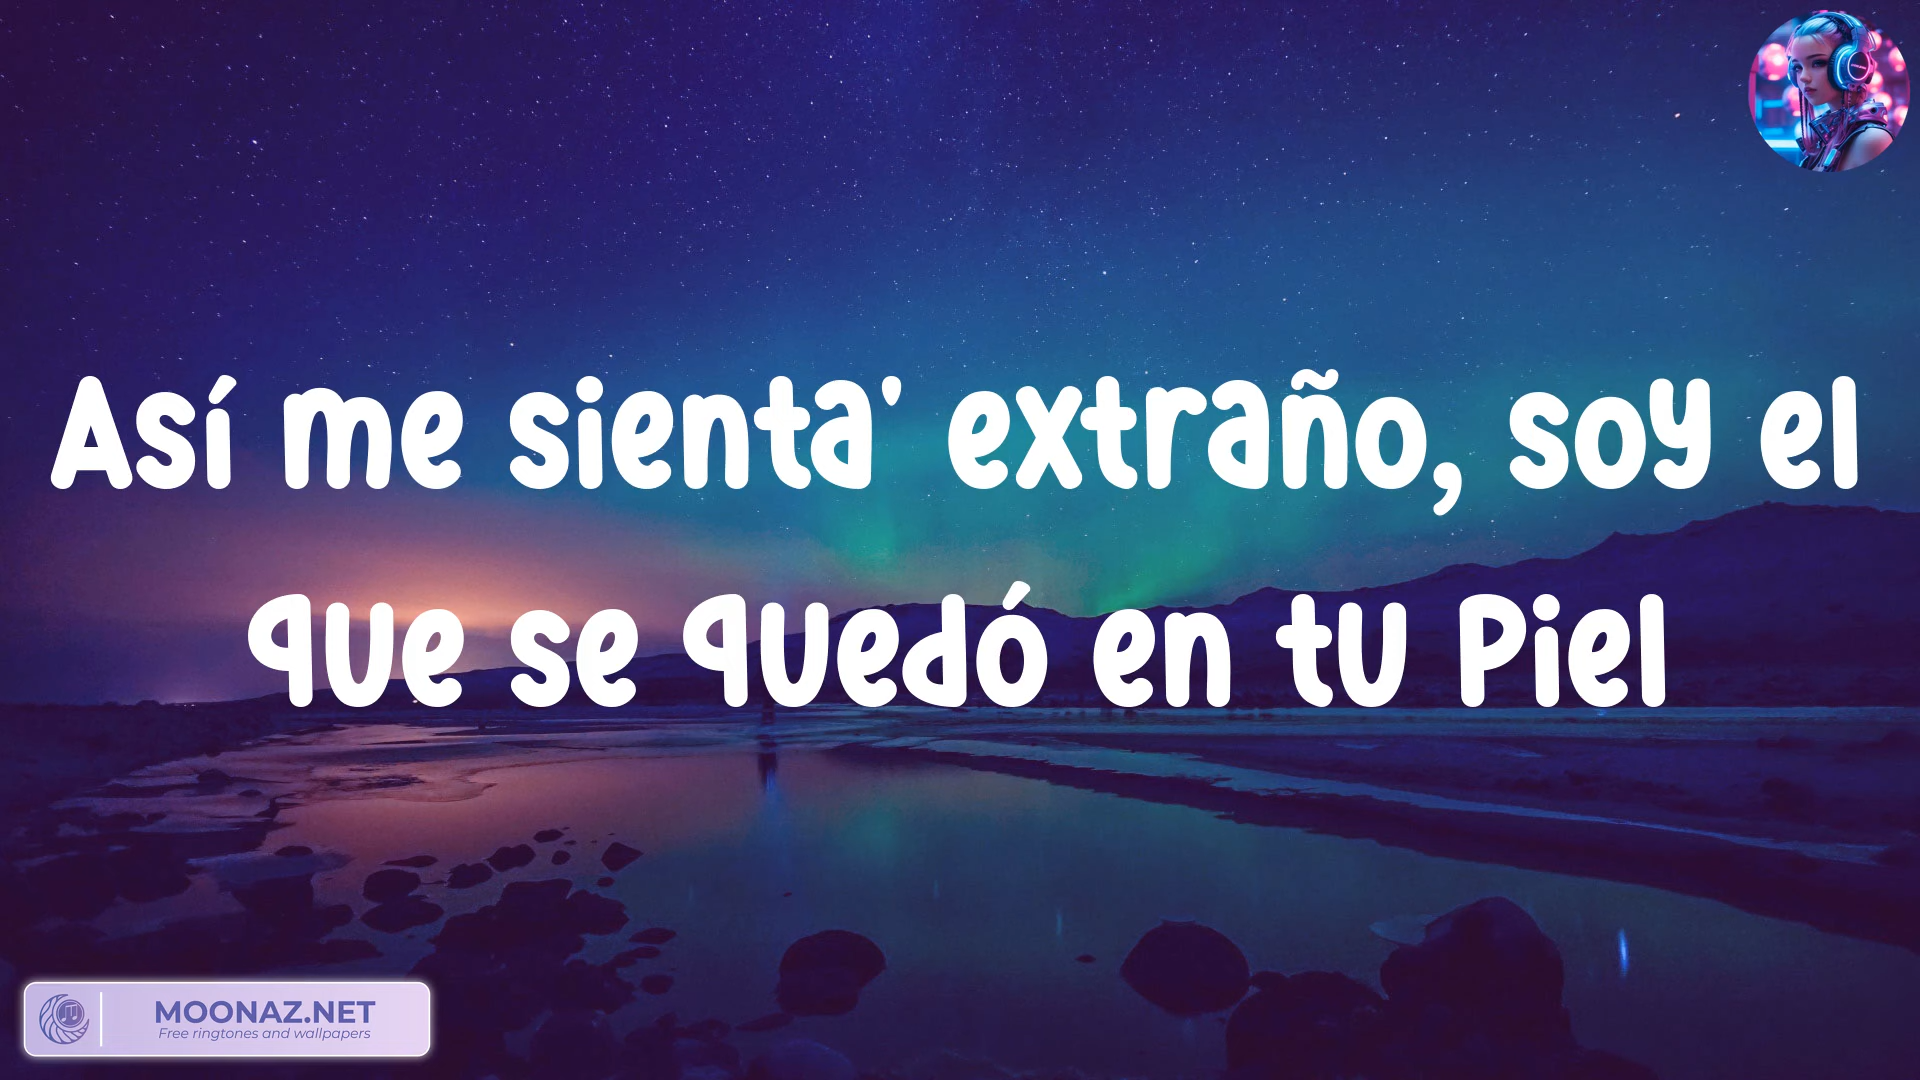 Así me sienta' extraño, soy el
que se quedó en tu Piel
MOONAZ.NET
Free ringtones and wallpapers